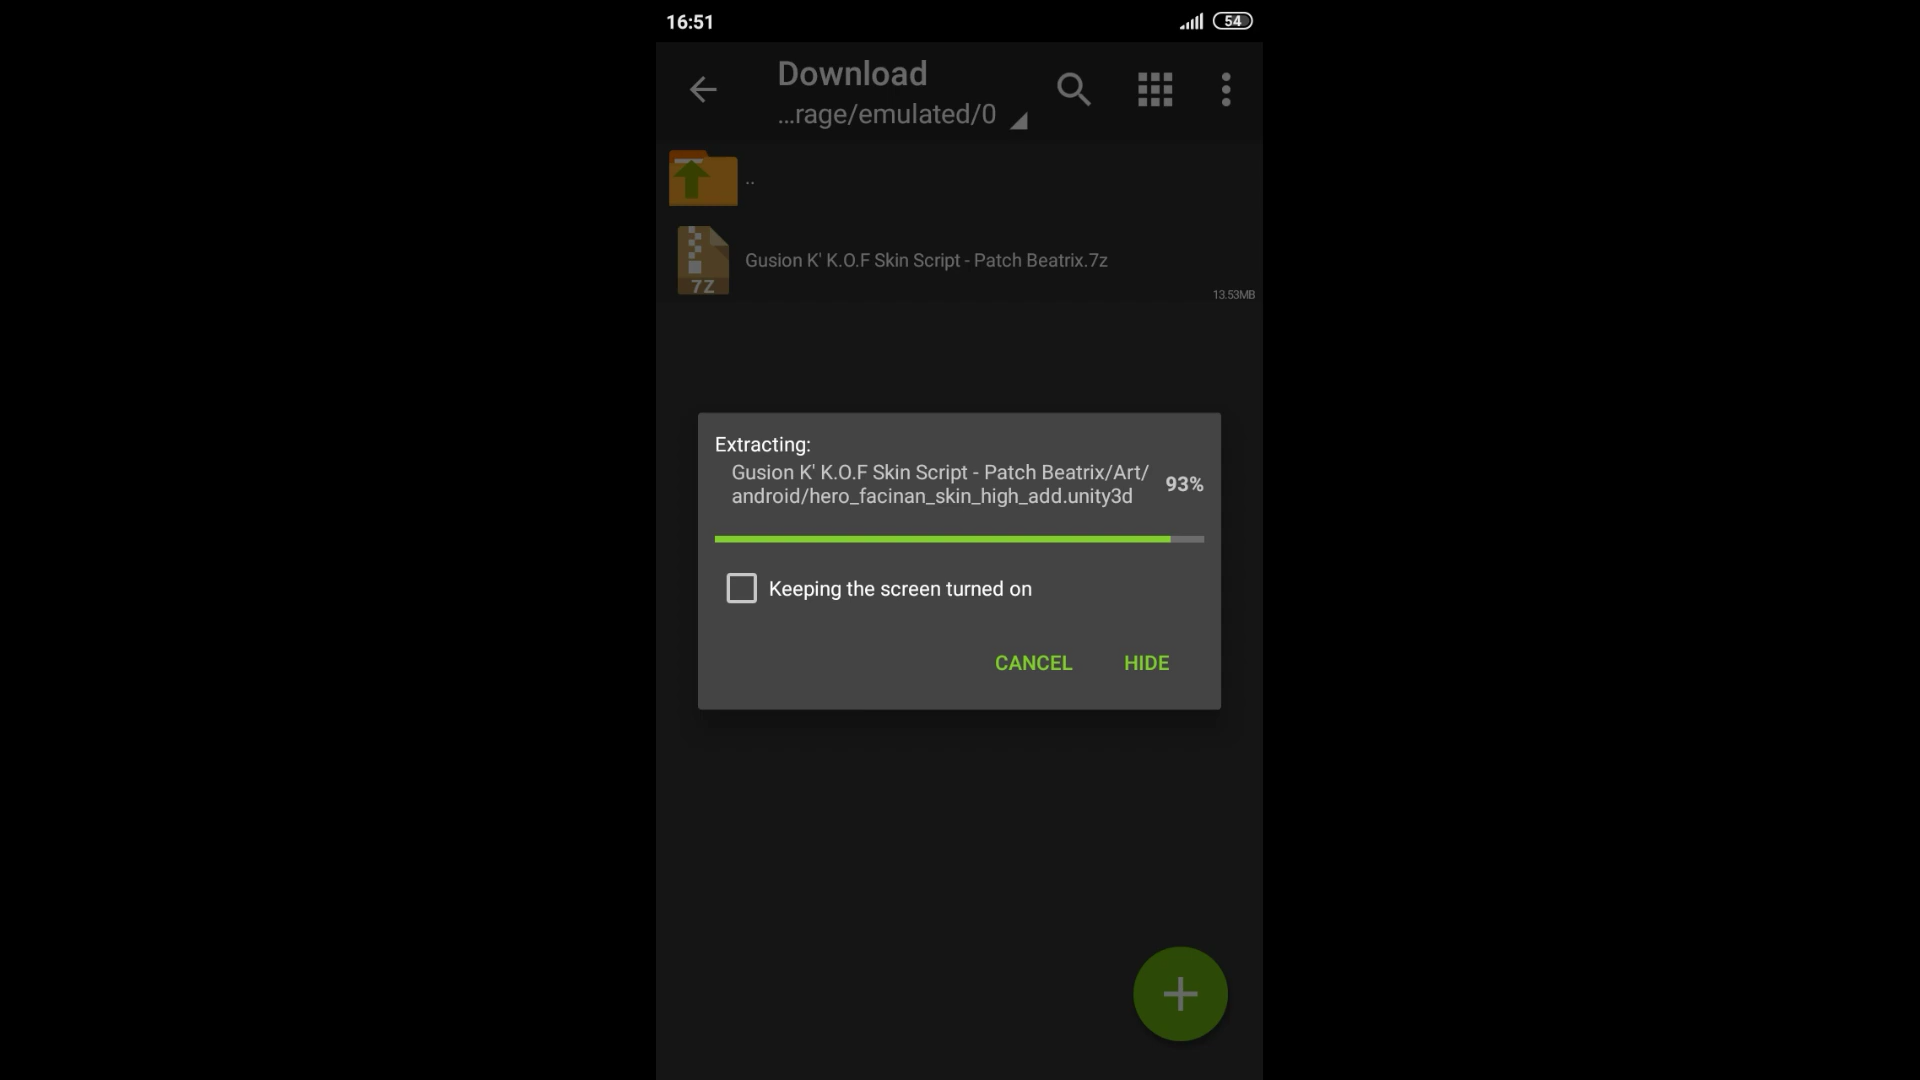 16:51
54
Download
...rage/emulated/0
..
7Z
Gusion K' K.O.F Skin Script - Patch Beatrix.7z
13.53MB
Extracting:
Gusion K' K.O.F Skin Script - Patch Beatrix/Art/
android/hero_facinan_skin_high_add.unity3d
93%
Keeping the screen turned on
CANCEL HIDE